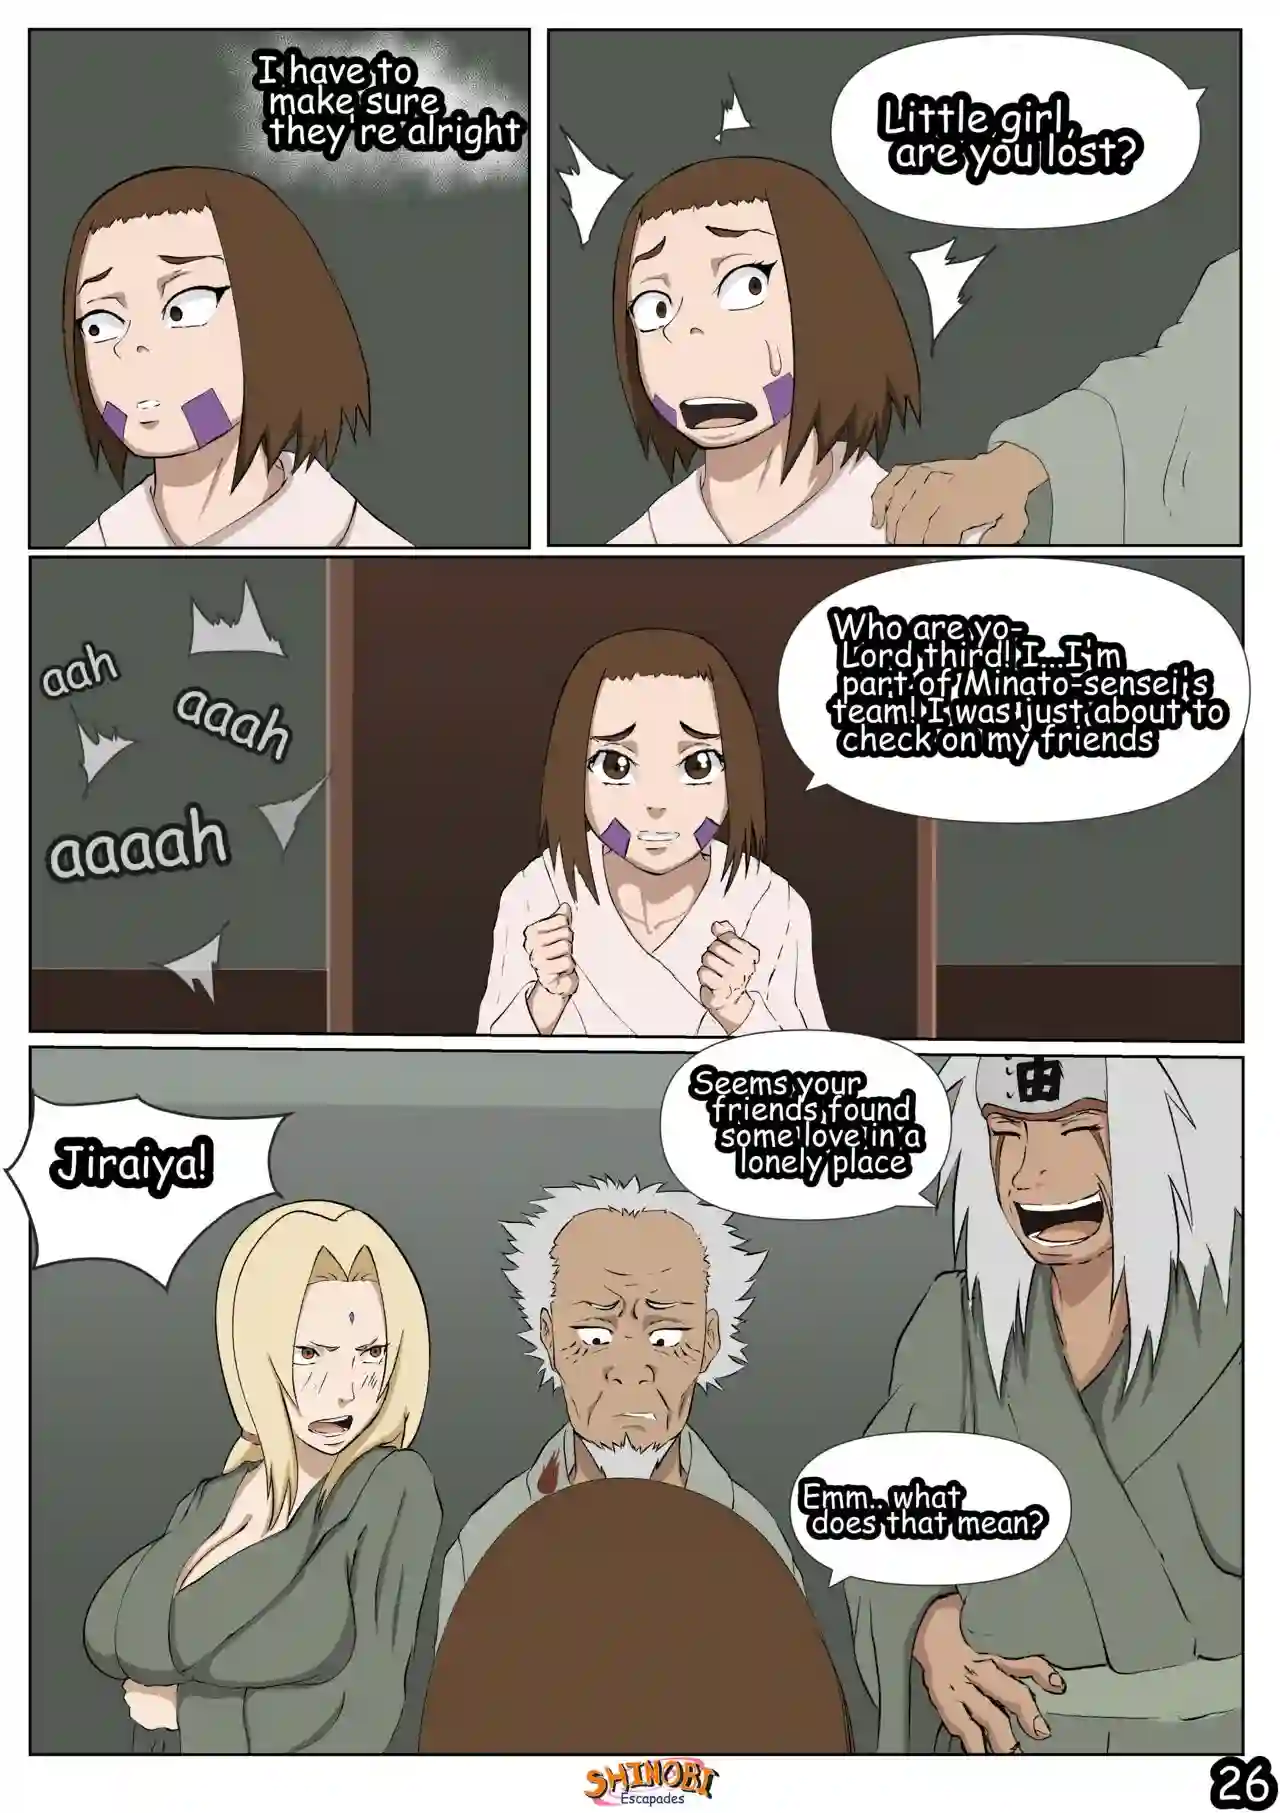 I have to
make sure
they're alright
Little girl,
are you lost?
aah
aaah
aaaah
Who are yo-
Lord third! I...I'm
part of Minato-sensei's
team! I was just about to
check on my friends
Jiraiya!
Seems your
friends found
some love in a
lonely place
由
Emm.. what
does that mean?
SHINOBI
Escapades
26